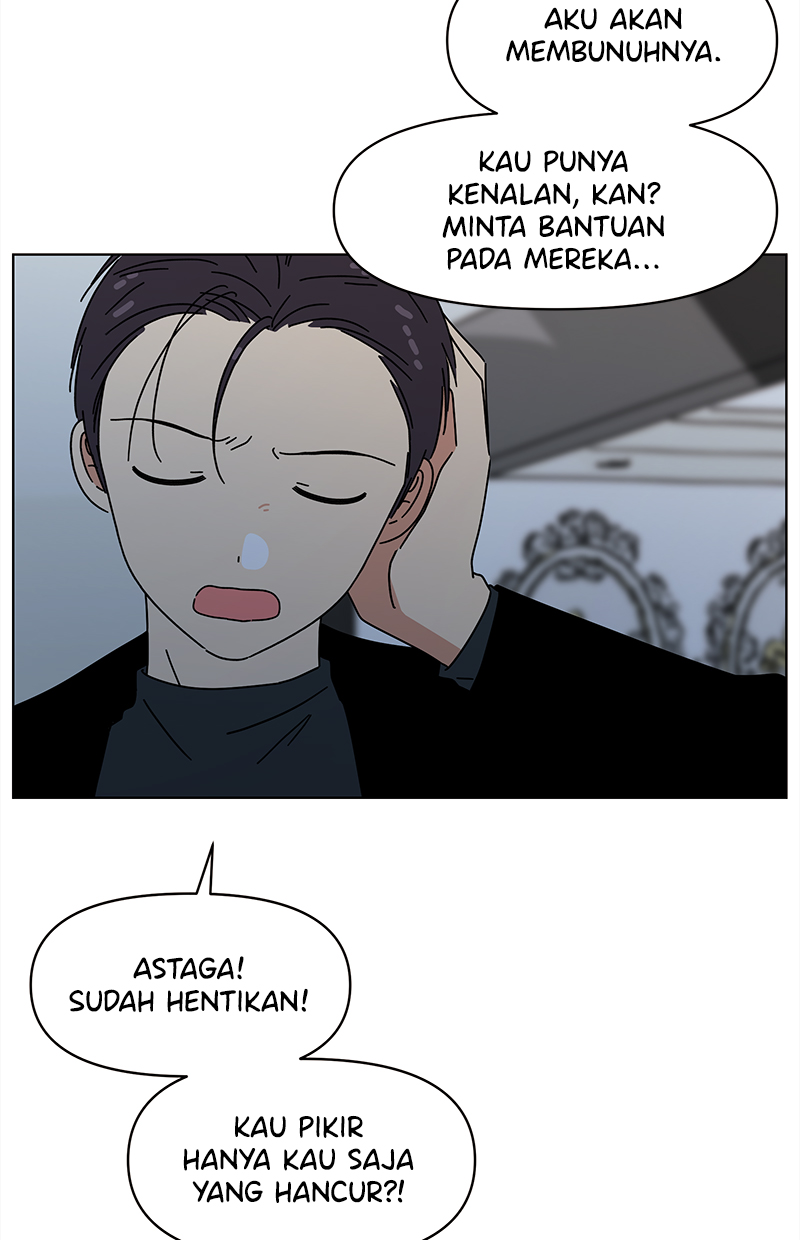 AKU AKAN
MEMBUNUHNYA.
KAU PUNYA
KENALAN, KAN?
MINTA BANTUAN
PADA MEREKA...
ASTAGA!
SUDAH HENTIKAN!
KAU PIKIR
HANYA KAU SAJA
YANG HANCUR?!